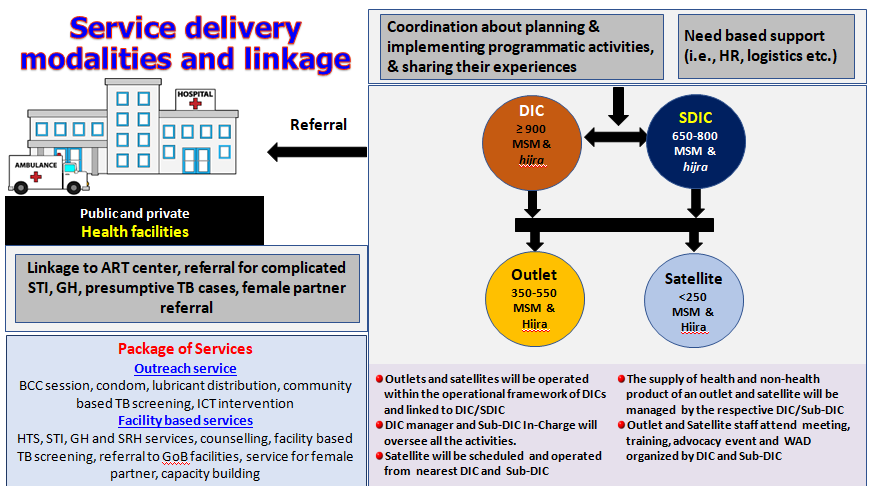 Service delivery
modalities and linkage
HOSPITAL
AMBULANCE
Referral
Public and private
Health facilities
Linkage to ART center, referral for complicated
STI, GH, presumptive TB cases, female partner
referral
Package of Services
Outreach service
BCC session, condom, lubricant distribution, community
based TB screening, ICT intervention
Facility based services
HTS, STI, GH and SRH services, counselling, facility based
TB screening, referral to GoB facilities, service for female
partner, capacity building
Coordination about planning &
implementing programmatic activities,
& sharing their experiences
Need based support
(i.e., HR, logistics etc.)
DIC
≥ 900
MSM &
hijra
SDIC
650-800
MSM &
hijra
Outlet
350-550
MSM &
Hijra
Satellite
<250
MSM &
Hijra
Outlets and satellites will be operated
within the operational framework of DICs
and linked to DIC/SDIC
DIC manager and Sub-DIC In-Charge will
oversee all the activities.
Satellite will be scheduled and operated
from nearest DIC and Sub-DIC
The supply of health and non-health
product of an outlet and satellite will be
managed by the respective DIC/Sub-DIC
Outlet and Satellite staff attend meeting,
training, advocacy event and WAD
organized by DIC and Sub-DIC